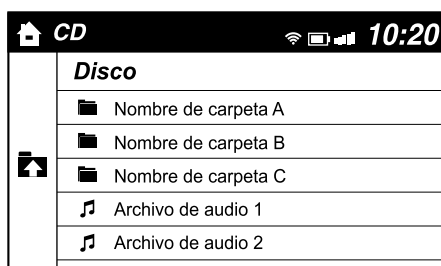 CD 10:20
Disco
Nombre de carpeta A
Nombre de carpeta B
Nombre de carpeta C
Archivo de audio 1
Archivo de audio 2